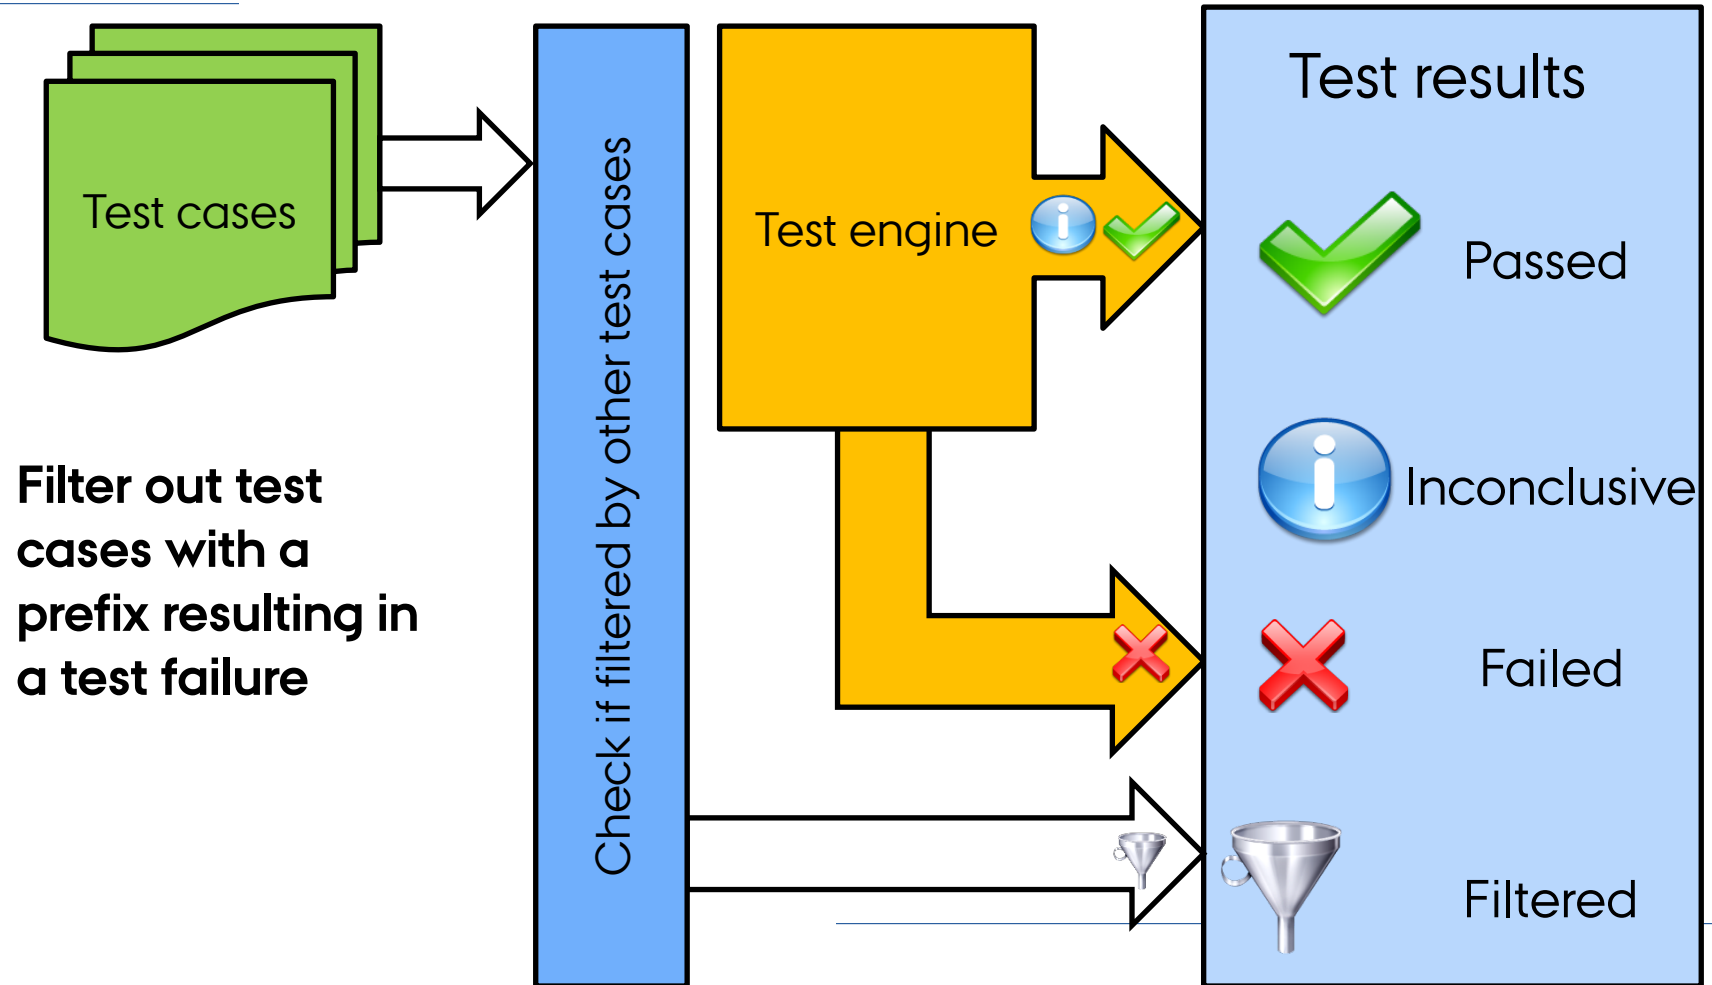 Test cases
Filter out test
cases with a
prefix resulting in
a test failure
Check if filtered by other test cases
Test engine
Test results
Passed
Inconclusive
Failed
Filtered